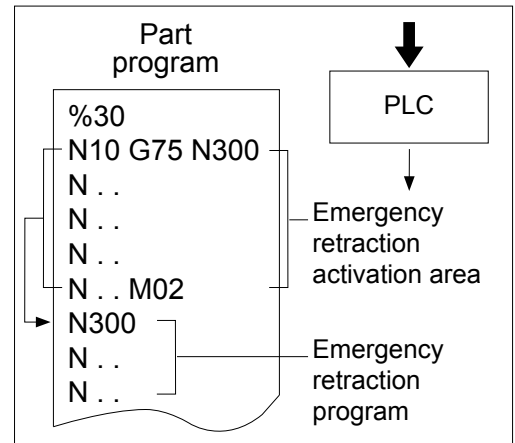 Part
program
%30
N10 G75 N300
N . .
N . .
N . .
N . . M02
N300
N . .
N . .
PLC
Emergency
retraction
activation area
Emergency
retraction
program